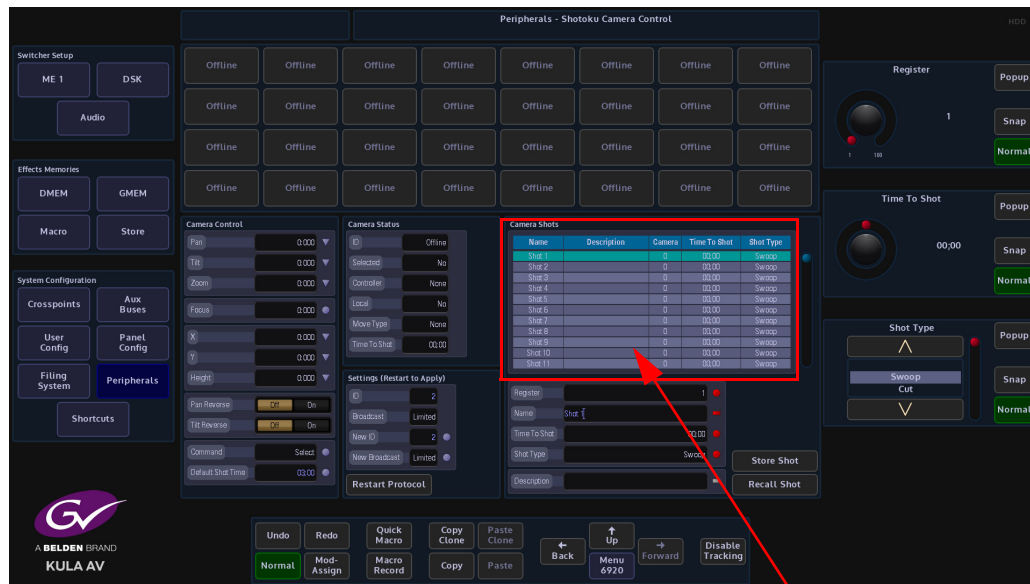 Peripherals - Shotoku Camera Control
HDD
Switcher Setup
ME 1
DSK
Audio
Effects Memories
DMEM
GMEM
Macro
Store
System Configuration
Crosspoints
Aux Buses
User Config
Panel Config
Filing System
Peripherals
Shortcuts
GV
A BELDEN BRAND
KULA AV
Offline Offline Offline Offline Offline Offline Offline Offline
Offline Offline Offline Offline Offline Offline Offline Offline
Offline Offline Offline Offline Offline Offline Offline Offline
Offline Offline Offline Offline Offline Offline Offline Offline
Camera Control
Pan 0:000
Tilt 0:000
Zoom 0:000
Focus 0:000
X 0:000
Y 0:000
Height 0:000
Pan Reverse Off On
Tilt Reverse Off On
Command Select
Default Shot Time 03;00
Camera Status
ID Offline
Selected No
Controller None
Local No
Move Type None
Time To Shot 00;00
Settings (Restart to Apply)
ID 2
Broadcast Limited
New ID 2
New Broadcast Limited
Restart Protocol
Camera Shots
Name Description Camera Time To Shot Shot Type
Shot 1 0 00;00 Swoop
Shot 2 0 00;00 Swoop
Shot 3 0 00;00 Swoop
Shot 4 0 00;00 Swoop
Shot 5 0 00;00 Swoop
Shot 6 0 00;00 Swoop
Shot 7 0 00;00 Swoop
Shot 8 0 00;00 Swoop
Shot 9 0 00;00 Swoop
Shot 10 0 00;00 Swoop
Shot 11 0 00;00 Swoop
Register 1
Name Shot 1
Time To Shot 00;00
Shot Type Swoop
Description
Store Shot
Recall Shot
Register
1
1 100
Popup
Snap
Normal
Time To Shot
00;00
Popup
Snap
Normal
Shot Type
Swoop
Cut
Popup
Snap
Normal
Undo
Redo
Quick Macro
Copy Clone
Paste Clone
Back
Up
Forward
Disable Tracking
Normal
Mod-Assign
Macro Record
Copy
Paste
Menu 6920